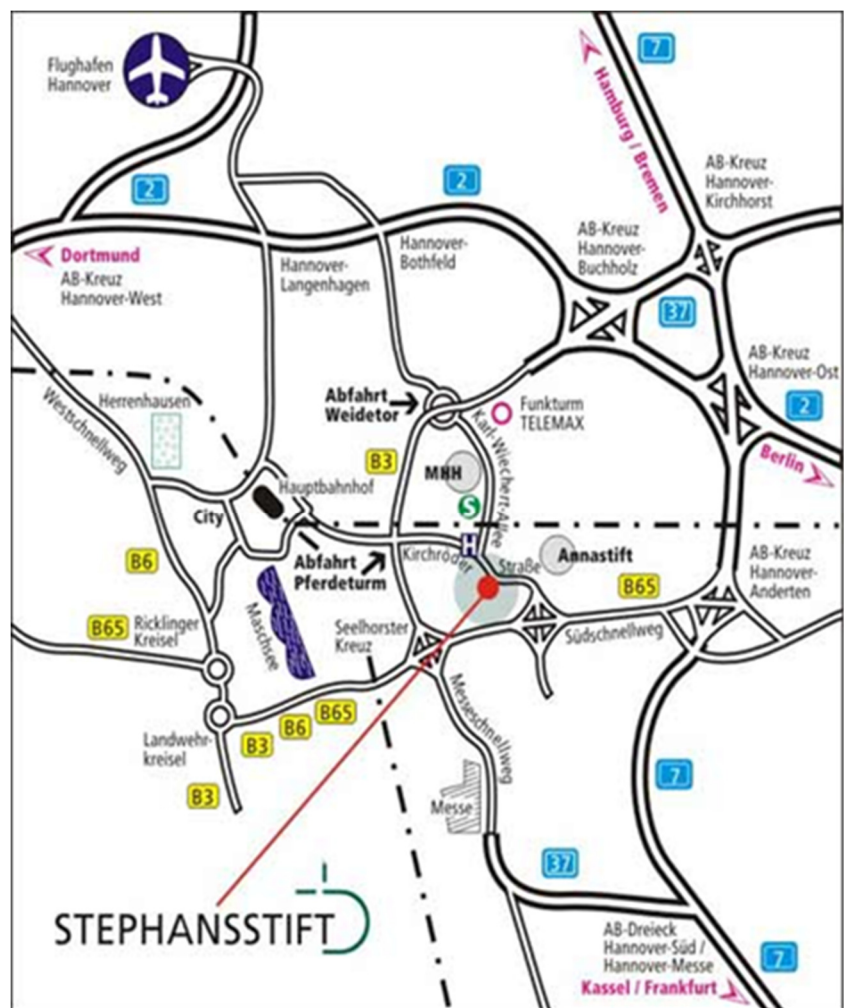 Flughafen
Hannover
7
Hamburg / Bremen
AB-Kreuz
Hannover-
Kirchhorst
2
2
Dortmund
AB-Kreuz
Hannover-West
Hannover-
Langenhagen
Hannover-
Bothfeld
AB-Kreuz
Hannover-
Buchholz
37
AB-Kreuz
Hannover-Ost
2
Berlin
Westschnellweg
Herrenhausen
Abfahrt
Weidetor
Funkturm
TELEMAX
Karl-Wiechert-Allee
B3
MHH
S
Hauptbahnhof
City
H
Kirchröder
Straße
Annastift
Abfahrt
Pferdeturm
B6
B65
AB-Kreuz
Hannover-
Anderten
B65
Ricklinger
Kreisel
Maschsee
Seelhorster
Kreuz
Südschnellweg
Messeschnellweg
Landwehr-
kreisel
B3
B6
B65
B3
Messe
7
37
STEPHANSSTIFT
AB-Dreieck
Hannover-Süd /
Hannover-Messe
7
Kassel / Frankfurt